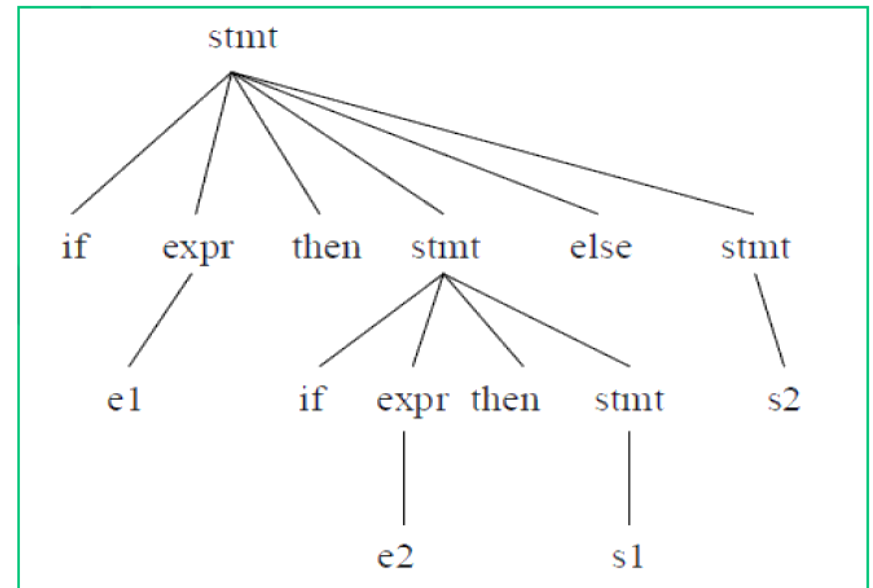 stmt
if expr then stmt else stmt
e1 if expr then stmt s2
e2 s1